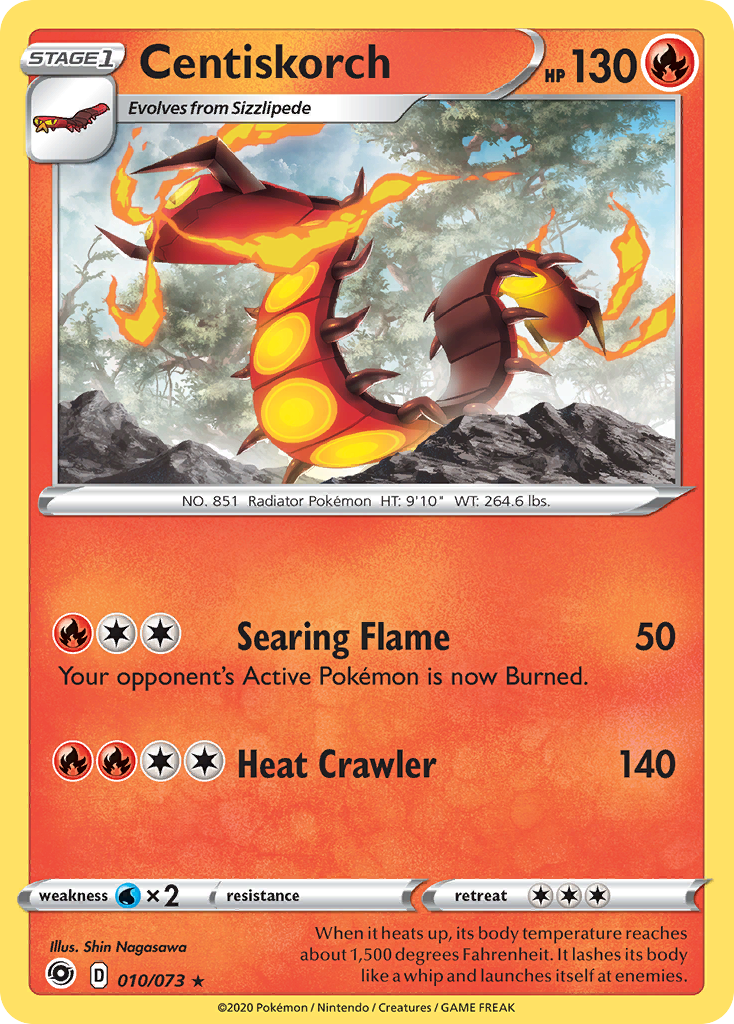 STAGE 1
Centiskorch
HP 130
Evolves from Sizzlipede
NO. 851 Radiator Pokémon HT: 9'10" WT: 264.6 lbs.
Searing Flame 50
Your opponent's Active Pokémon is now Burned.
Heat Crawler 140
weakness ×2 resistance retreat
Illus. Shin Nagasawa
D 010/073 ★
When it heats up, its body temperature reaches
about 1,500 degrees Fahrenheit. It lashes its body
like a whip and launches itself at enemies.
©2020 Pokémon / Nintendo / Creatures / GAME FREAK